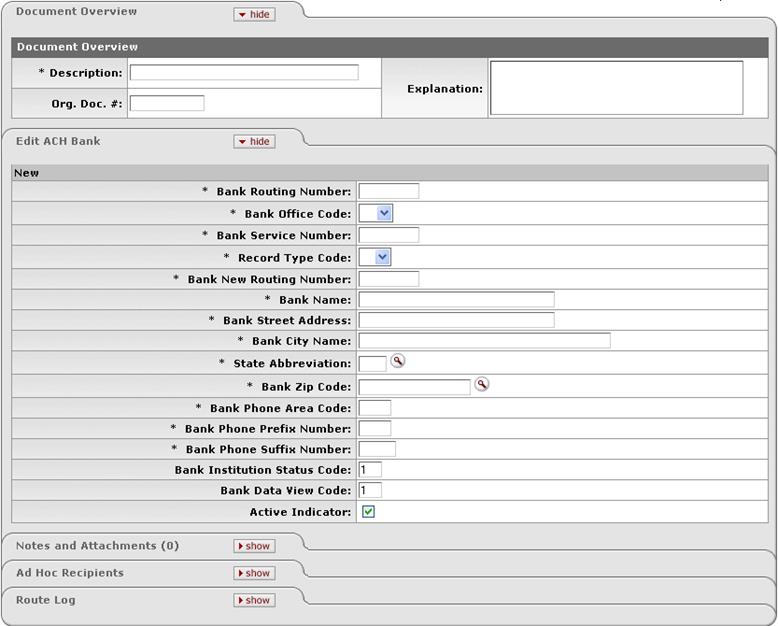 Document Overview
hide
Document Overview
* Description:
Explanation:
Org. Doc. #:
Edit ACH Bank
hide
New
* Bank Routing Number:
* Bank Office Code:
* Bank Service Number:
* Record Type Code:
* Bank New Routing Number:
* Bank Name:
* Bank Street Address:
* Bank City Name:
* State Abbreviation:
* Bank Zip Code:
* Bank Phone Area Code:
* Bank Phone Prefix Number:
* Bank Phone Suffix Number:
Bank Institution Status Code: 1
Bank Data View Code: 1
Active Indicator:
Notes and Attachments (0)
show
Ad Hoc Recipients
show
Route Log
show